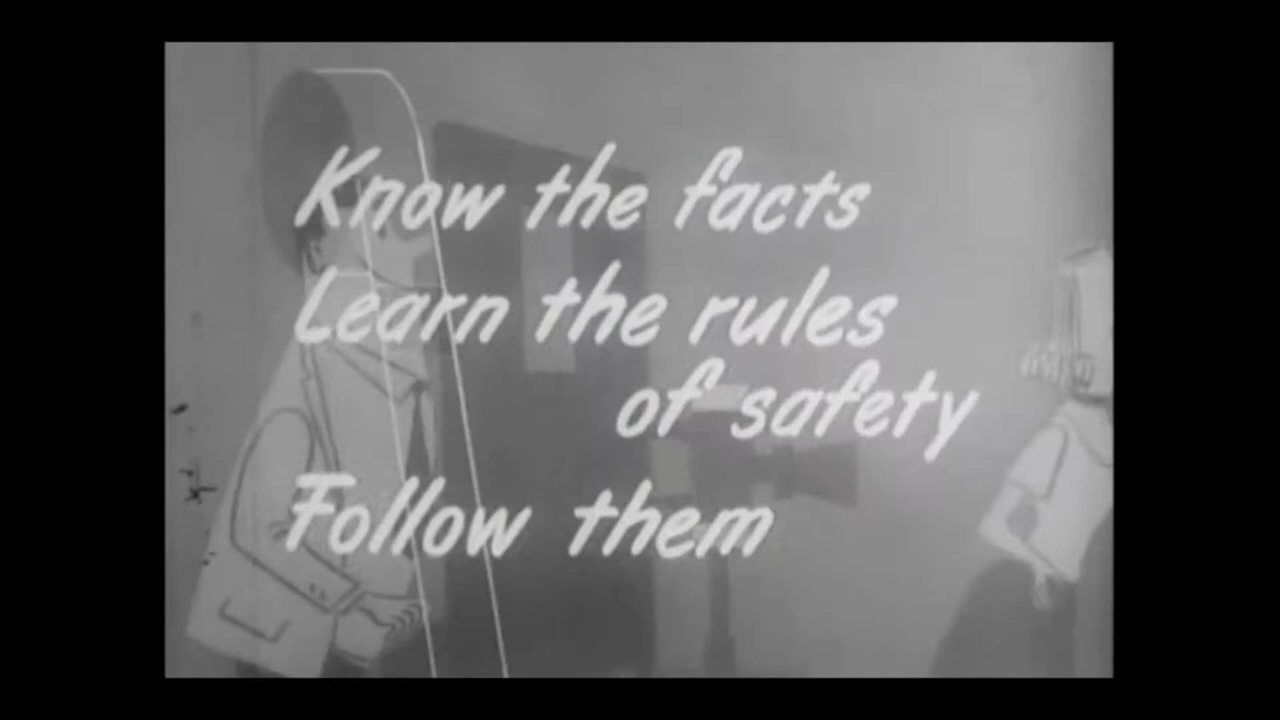 Know the facts
Learn the rules
of safety
Follow them